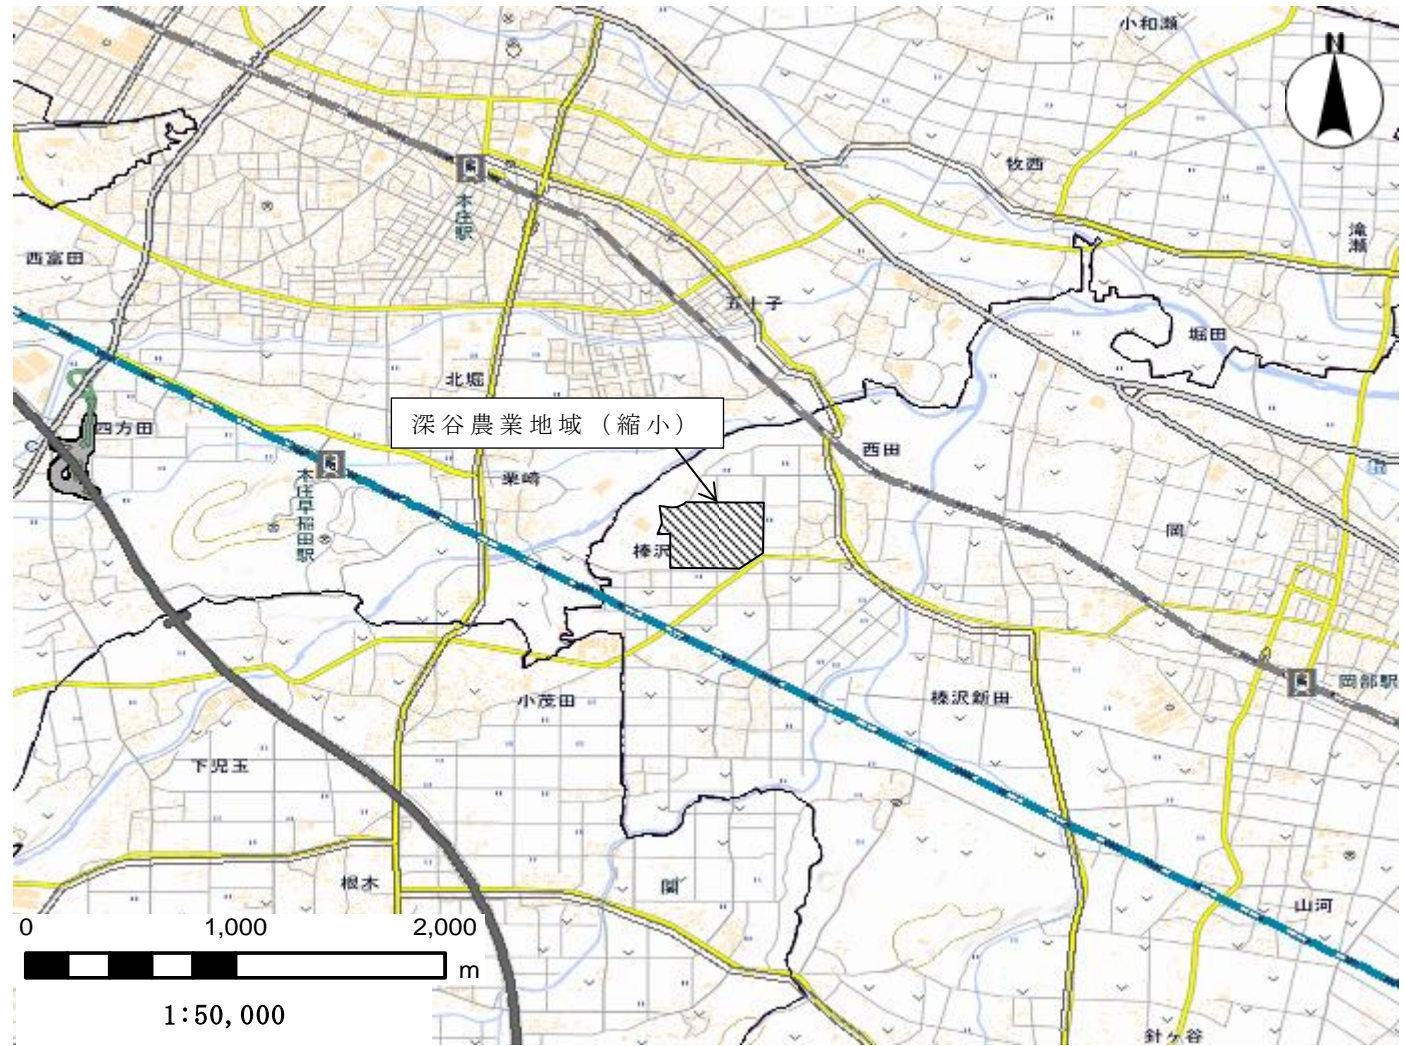 小和瀬
N
牧西
本庄駅
滝瀬
西富田
五十子
堀田
北堀
深谷農業地域（縮小）
四方田
西田
栗崎
本庄早稲田駅
岡
榛沢
岡部駅
小茂田
榛沢新田
下児玉
根木
關
山河
0 1,000 2,000
m
1:50,000
針ヶ谷